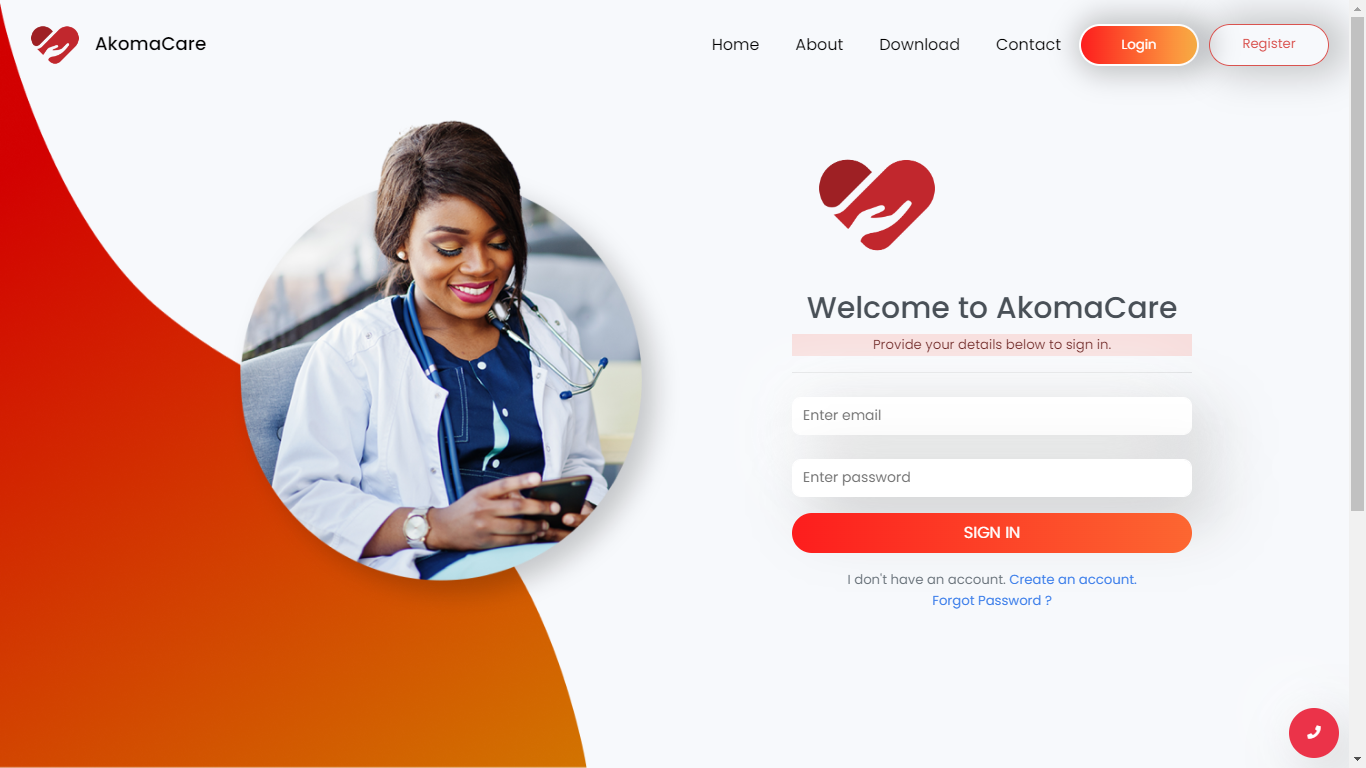 AkomaCare
Home
About
Download
Contact
Login
Register
Welcome to AkomaCare
Provide your details below to sign in.
Enter email
Enter password
SIGN IN
I don't have an account. Create an account.
Forgot Password ?